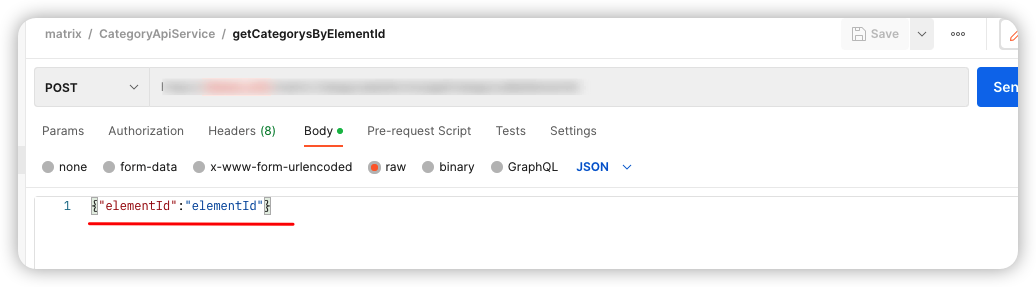 matrix / CategoryApiService / getCategorysByElementId
Save
POST
Sen
Params Authorization Headers (8) Body Pre-request Script Tests Settings
none form-data x-www-form-urlencoded raw binary GraphQL JSON
1 {"elementId":"elementId"}